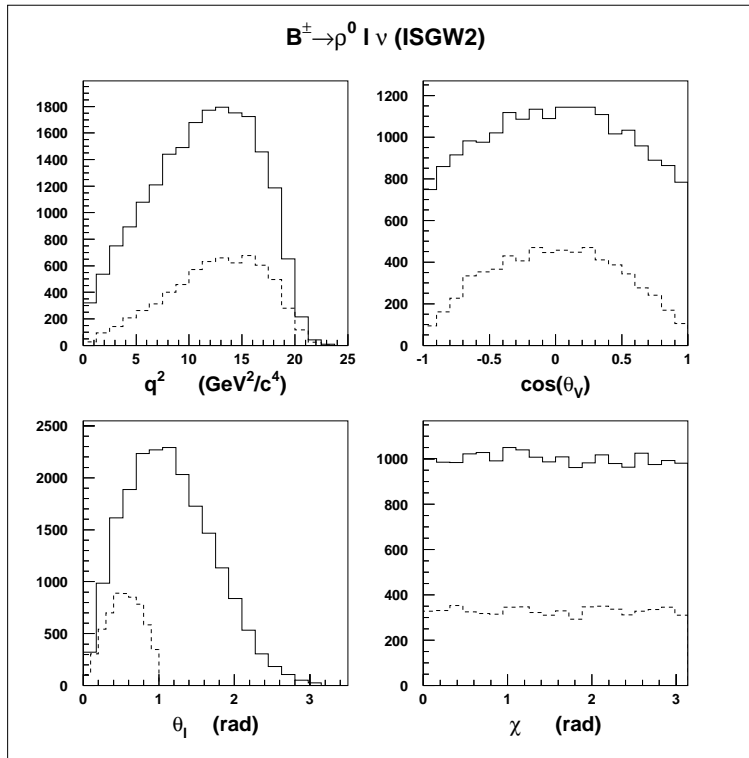 B±→ρ⁰ l ν (ISGW2)
0 200 400 600 800 1000 1200 1400 1600 1800
0 5 10 15 20 25
q² (GeV²/c⁴)
0 200 400 600 800 1000 1200
-1 -0.5 0 0.5 1
cos(θ_V)
0 500 1000 1500 2000 2500
0 1 2 3
θ_l (rad)
0 200 400 600 800 1000
0 1 2 3
χ (rad)